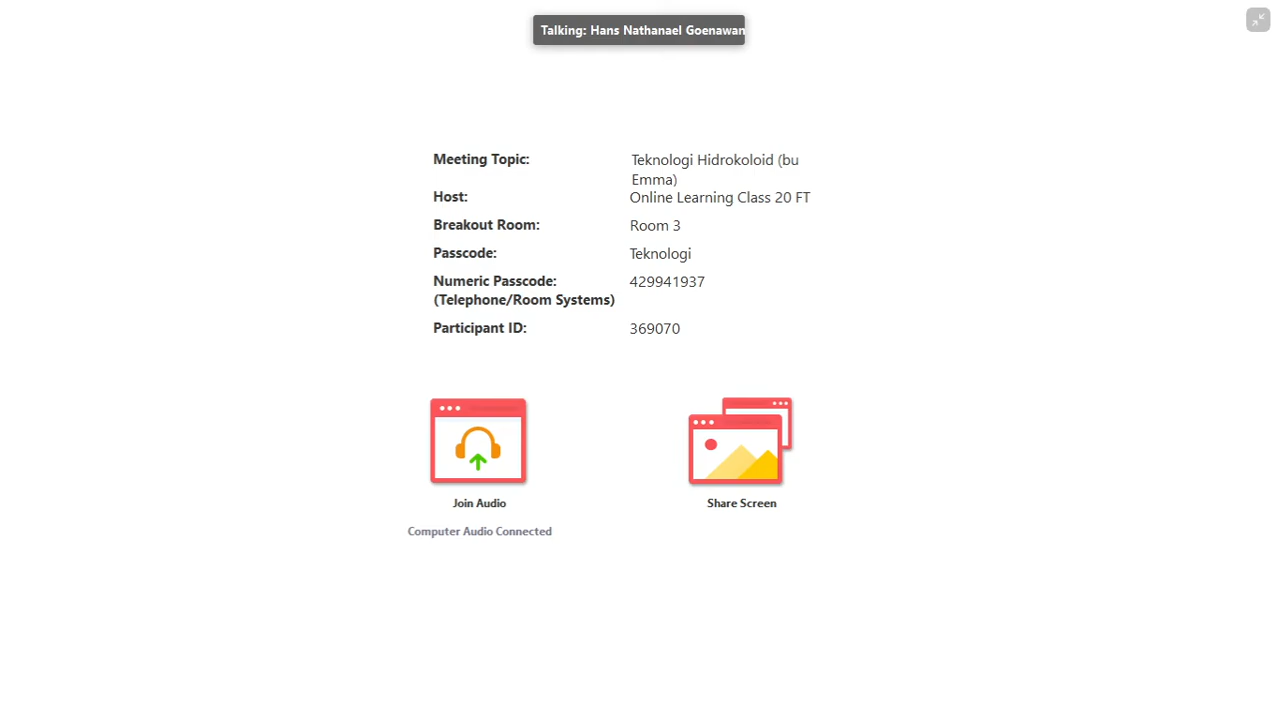 Talking: Hans Nathanael Goenawan
Meeting Topic: Teknologi Hidrokoloid (bu
Emma)
Host: Online Learning Class 20 FT
Breakout Room: Room 3
Passcode: Teknologi
Numeric Passcode: 429941937
(Telephone/Room Systems)
Participant ID: 369070
Join Audio
Share Screen
Computer Audio Connected